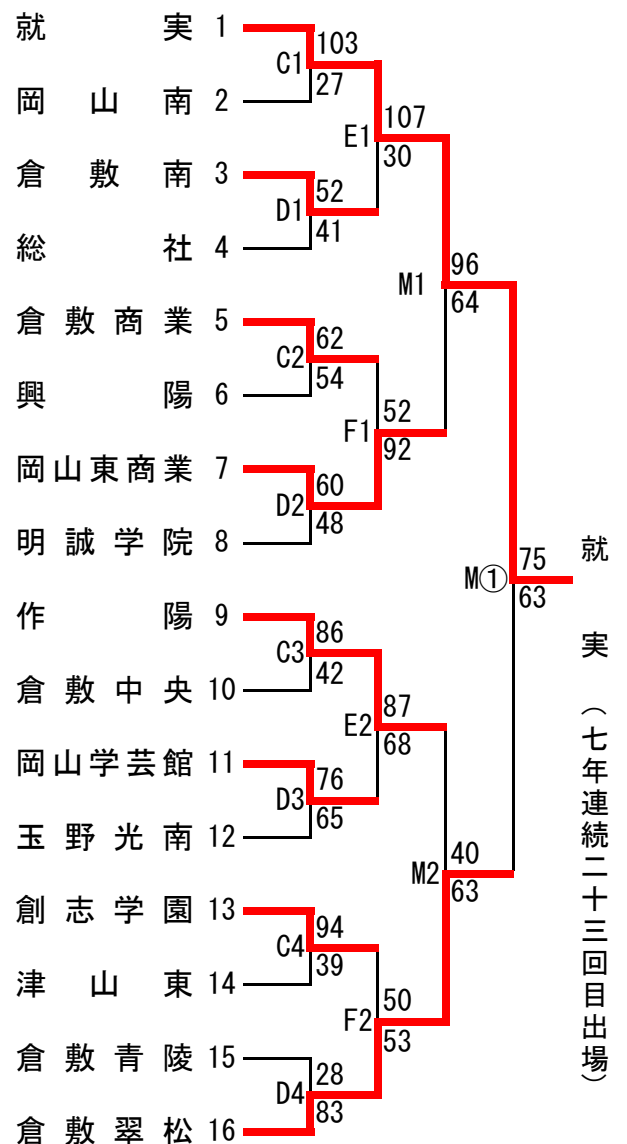 就実 1
103
C1
27
岡山南 2
107
E1
30
倉敷南 3
52
D1
41
総社 4
96
M1
64
倉敷商業 5
62
C2
54
興陽 6
52
F1
92
岡山東商業 7
60
D2
48
明誠学院 8
75
M①
63
就実（七年連続二十三回目出場）
作陽 9
86
C3
42
倉敷中央 10
87
E2
68
岡山学芸館 11
76
D3
65
玉野光南 12
40
M2
63
創志学園 13
94
C4
39
津山東 14
50
F2
53
倉敷青陵 15
28
D4
83
倉敷翠松 16